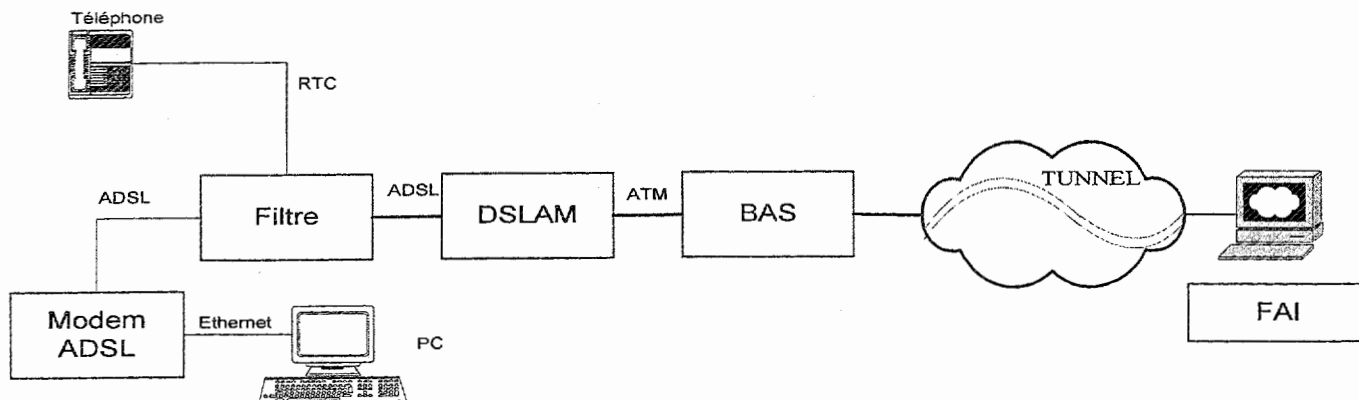 Téléphone
RTC
ADSL
Filtre
ADSL
DSLAM
ATM
BAS
TUNNEL
FAI
Modem
ADSL
Ethernet
PC